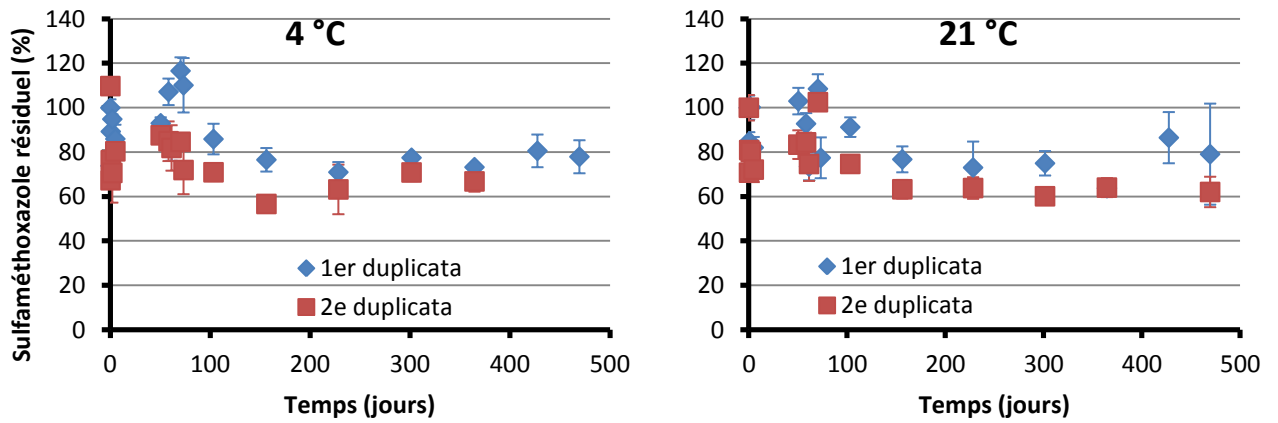 4 °C
Sulfaméthoxazole résiduel (%)
140
120
100
80
60
40
20
0
1er duplicata
2e duplicata
0 100 200 300 400 500
Temps (jours)
21 °C
140
120
100
80
60
40
20
0
1er duplicata
2e duplicata
0 100 200 300 400 500
Temps (jours)